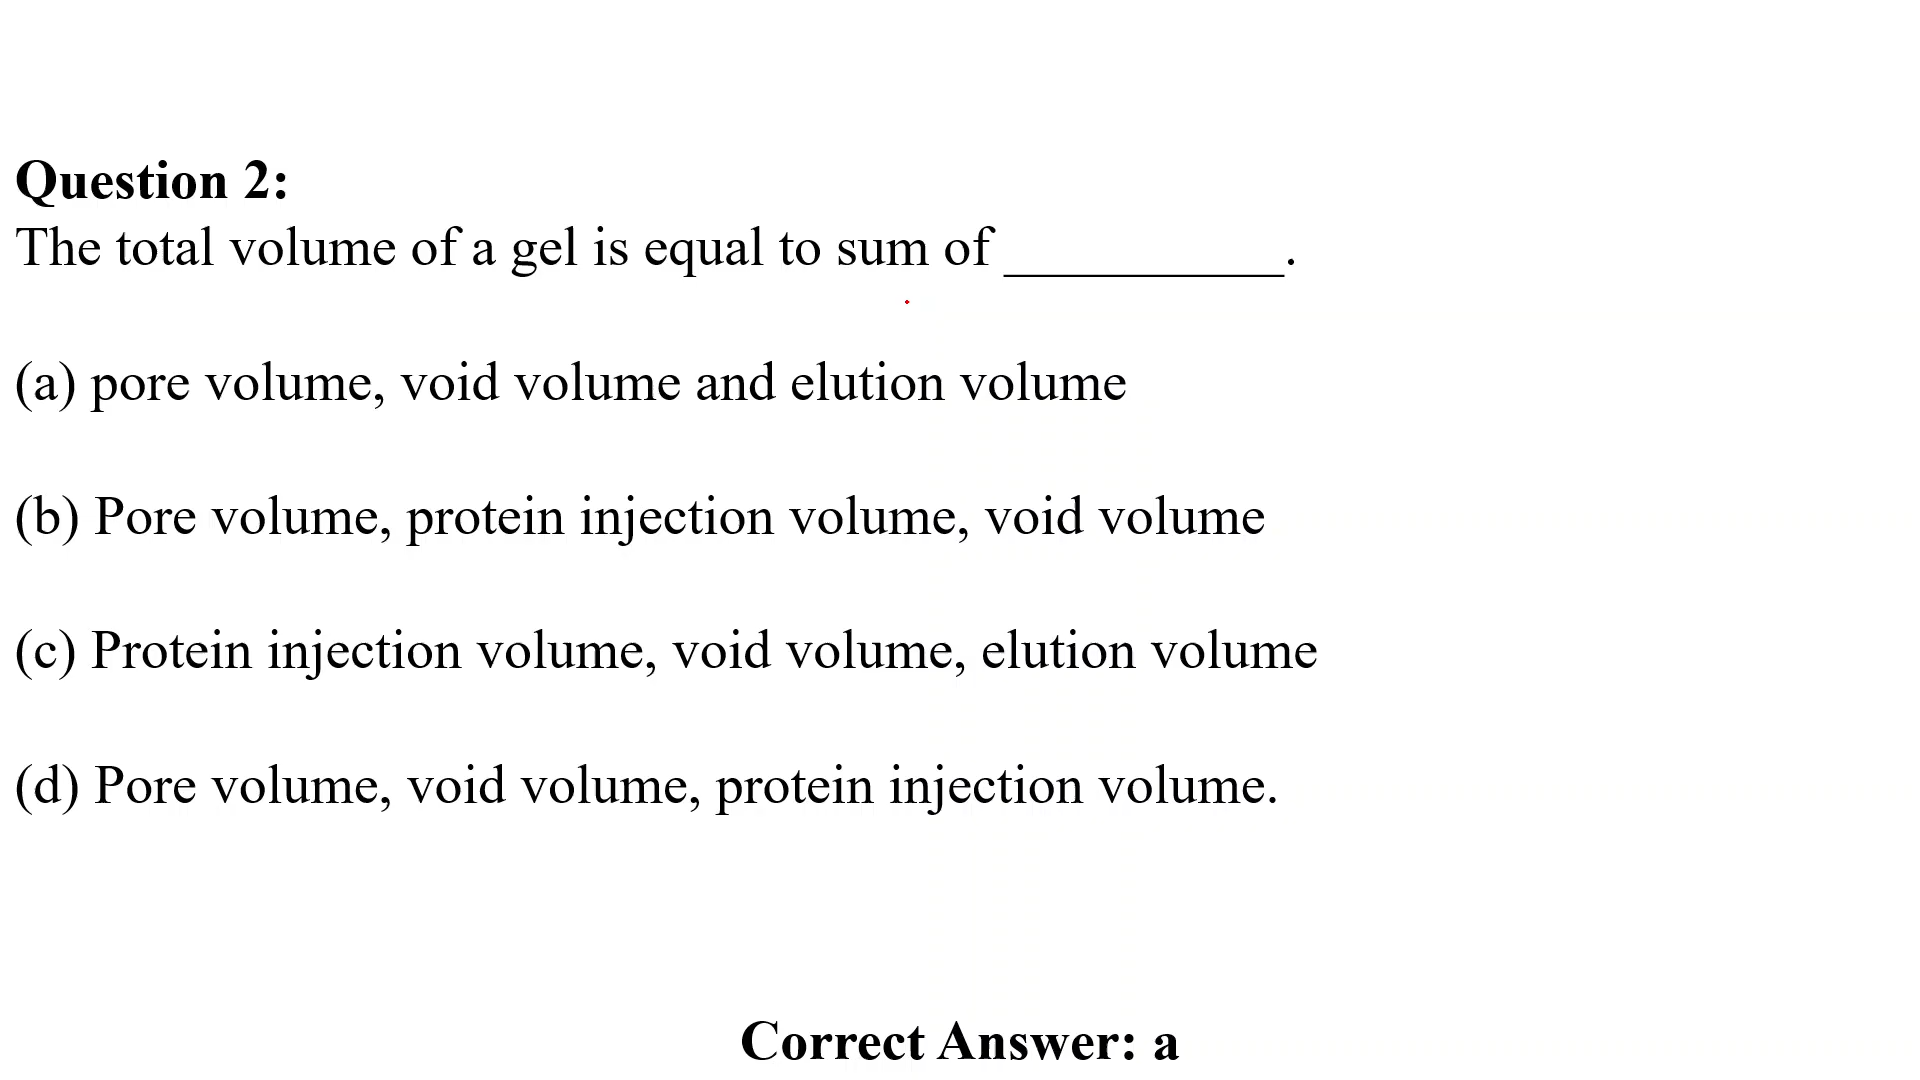 Question 2:
The total volume of a gel is equal to sum of __________.
(a) pore volume, void volume and elution volume
(b) Pore volume, protein injection volume, void volume
(c) Protein injection volume, void volume, elution volume
(d) Pore volume, void volume, protein injection volume.
Correct Answer: a